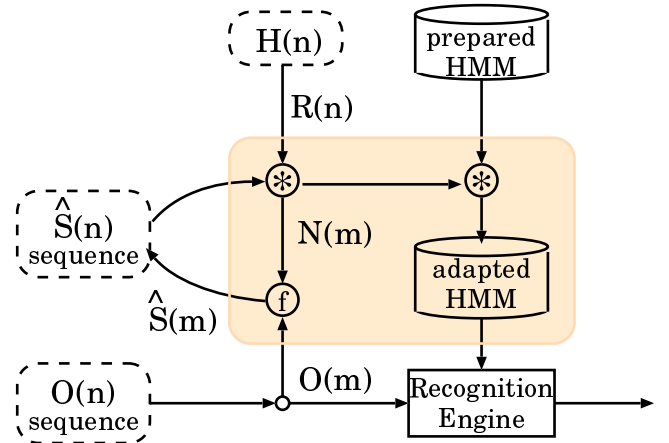 H(n)
prepared
HMM
R(n)
*
*
Ŝ(n)
sequence
N(m)
adapted
HMM
f
Ŝ(m)
O(n)
sequence
O(m)
Recognition
Engine